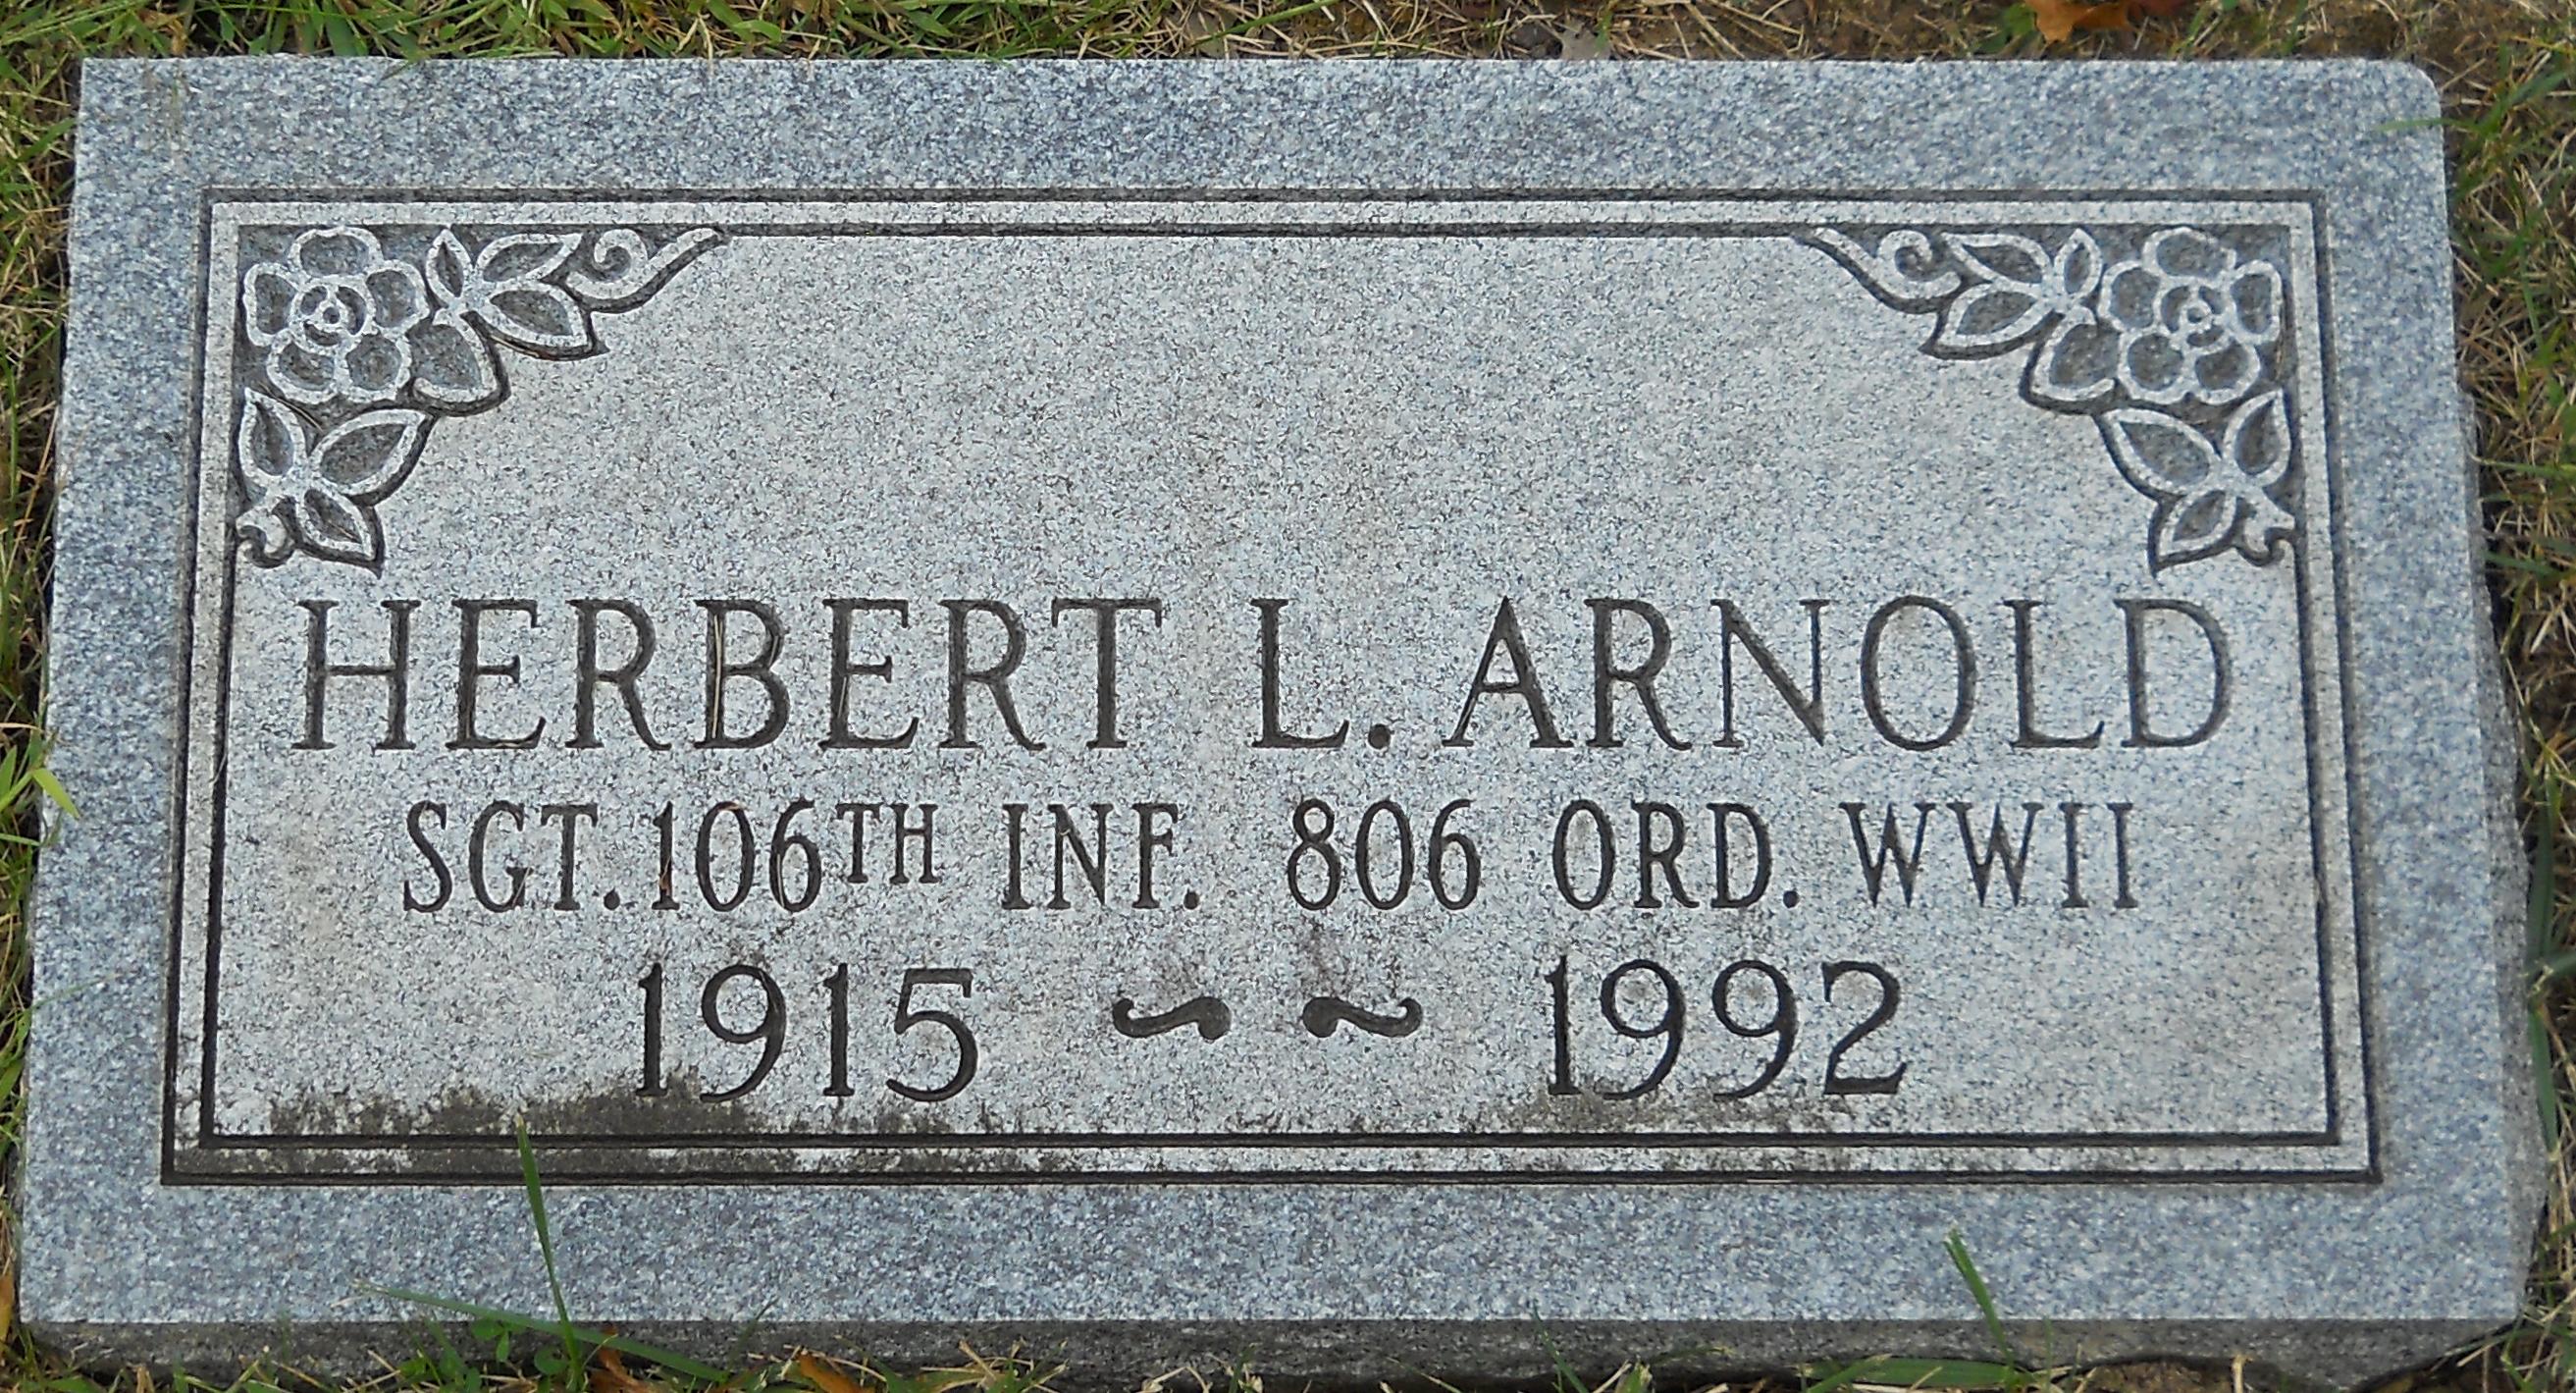 HERBERT L. ARNOLD
SGT. 106TH INF. 806 ORD. WWII
1915 ~ ~ 1992